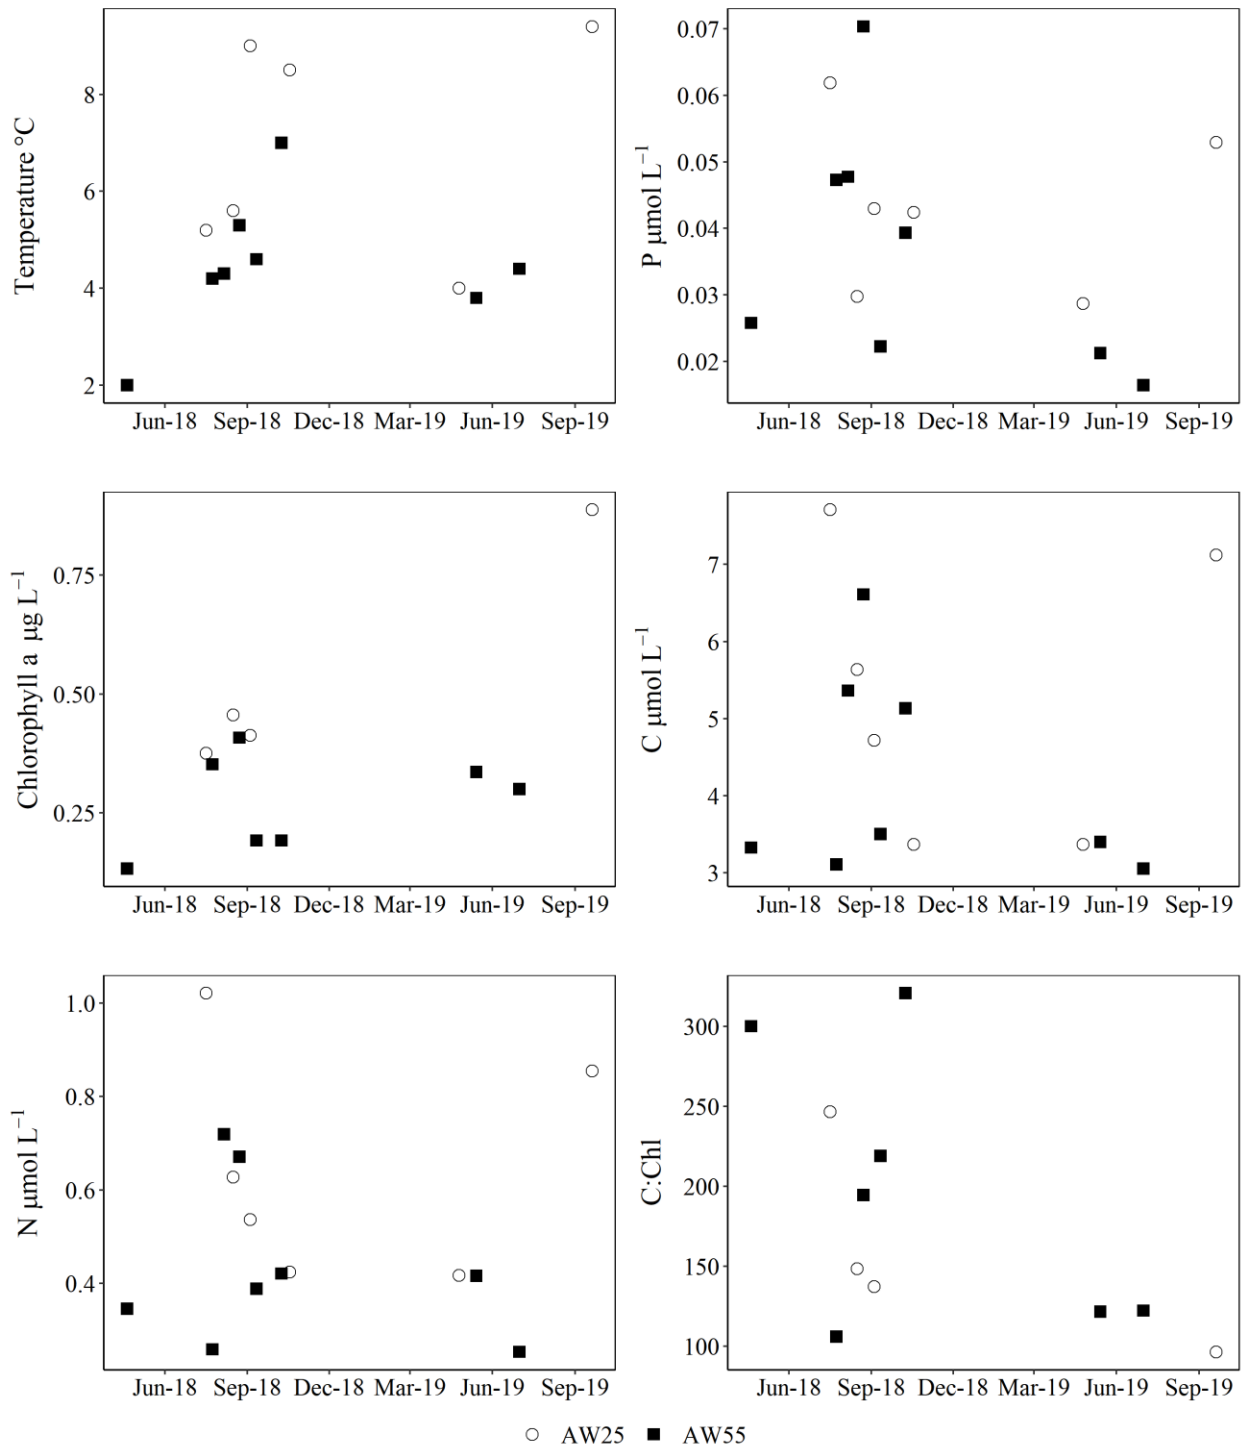 Temperature °C
8
6
4
2
Jun-18 Sep-18 Dec-18 Mar-19 Jun-19 Sep-19
P μmol L⁻¹
0.07
0.06
0.05
0.04
0.03
0.02
Jun-18 Sep-18 Dec-18 Mar-19 Jun-19 Sep-19
Chlorophyll a μg L⁻¹
0.75
0.50
0.25
Jun-18 Sep-18 Dec-18 Mar-19 Jun-19 Sep-19
C μmol L⁻¹
7
6
5
4
3
Jun-18 Sep-18 Dec-18 Mar-19 Jun-19 Sep-19
N μmol L⁻¹
1.0
0.8
0.6
0.4
Jun-18 Sep-18 Dec-18 Mar-19 Jun-19 Sep-19
C:Chl
300
250
200
150
100
Jun-18 Sep-18 Dec-18 Mar-19 Jun-19 Sep-19
AW25 AW55